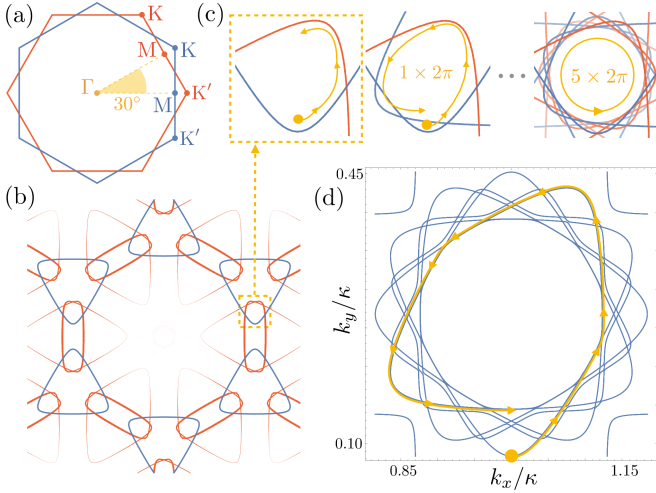 (a)
K
M
K
Γ
30°
M
K'
K'
(b)
(c)
1 × 2π
5 × 2π
(d)
0.45
k_y/κ
0.10
0.85
k_x/κ
1.15